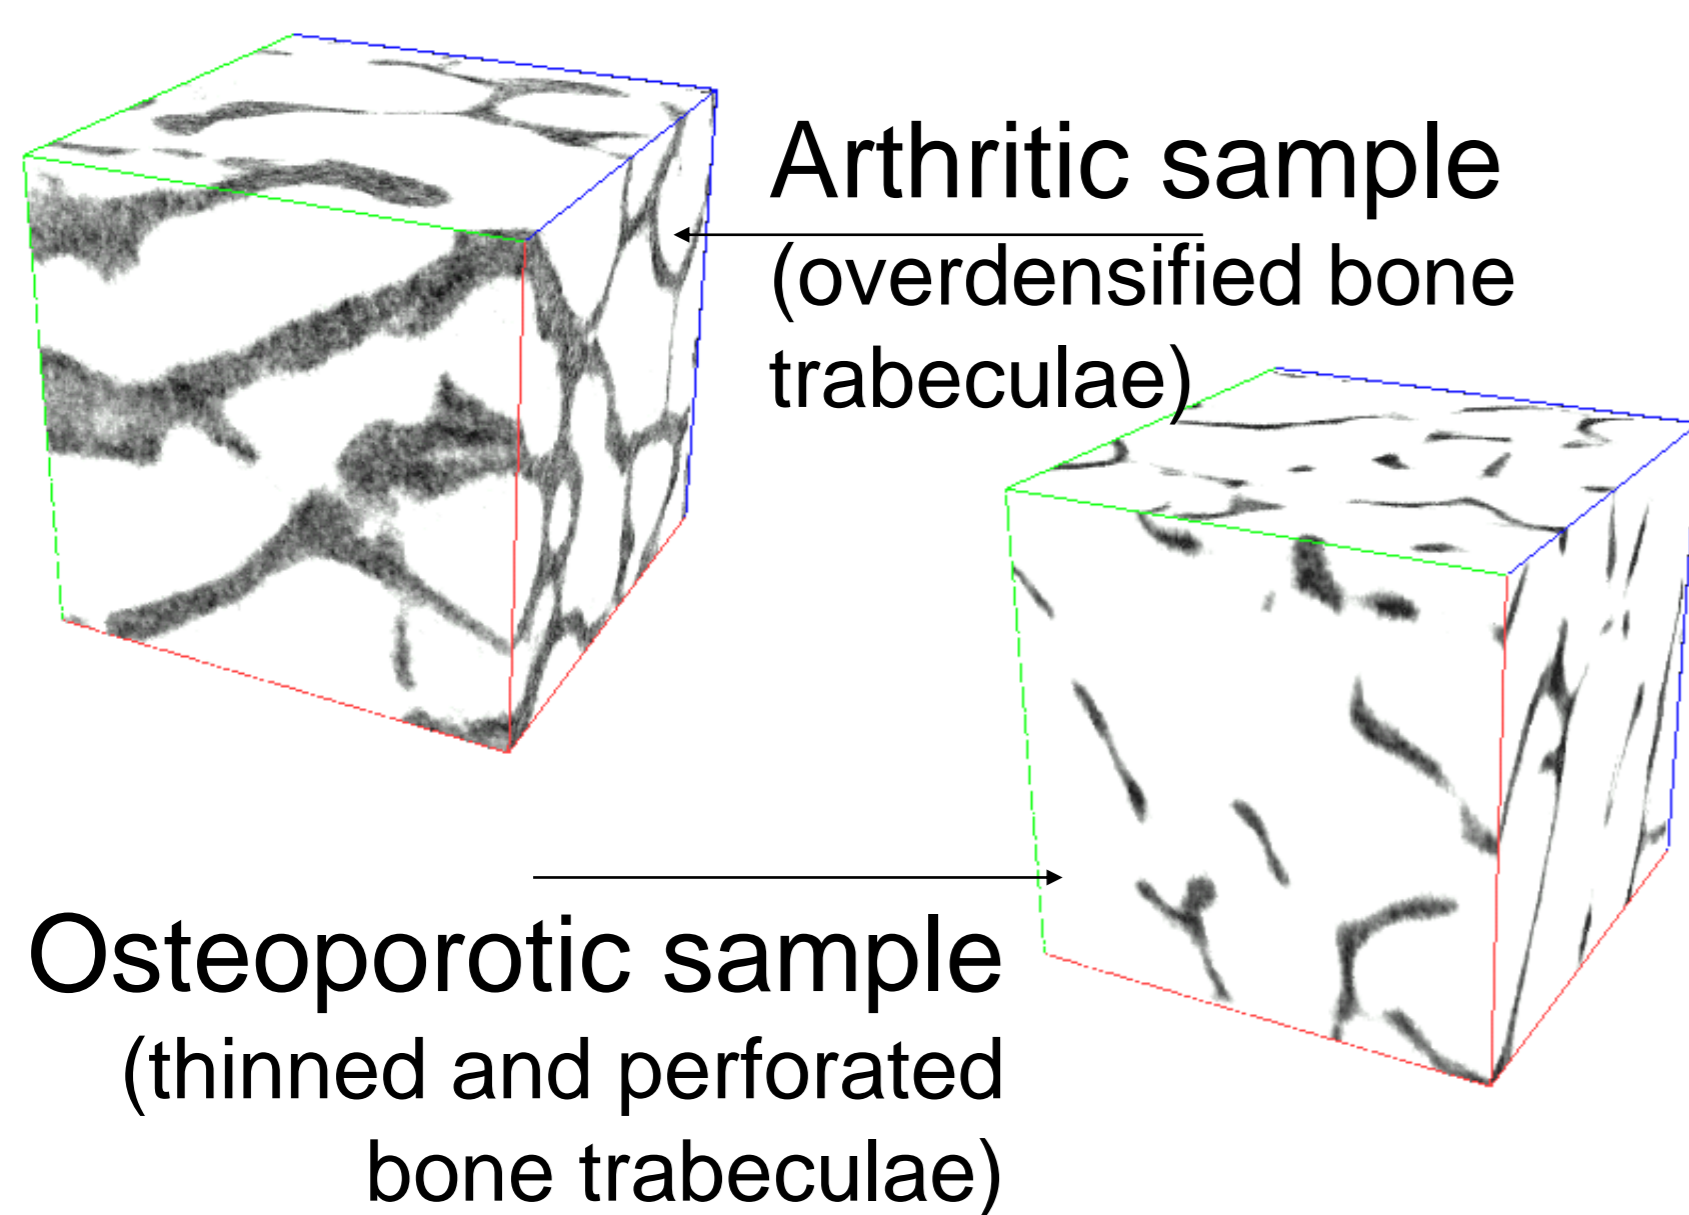 Arthritic sample
(overdensified bone
trabeculae)
Osteoporotic sample
(thinned and perforated
bone trabeculae)